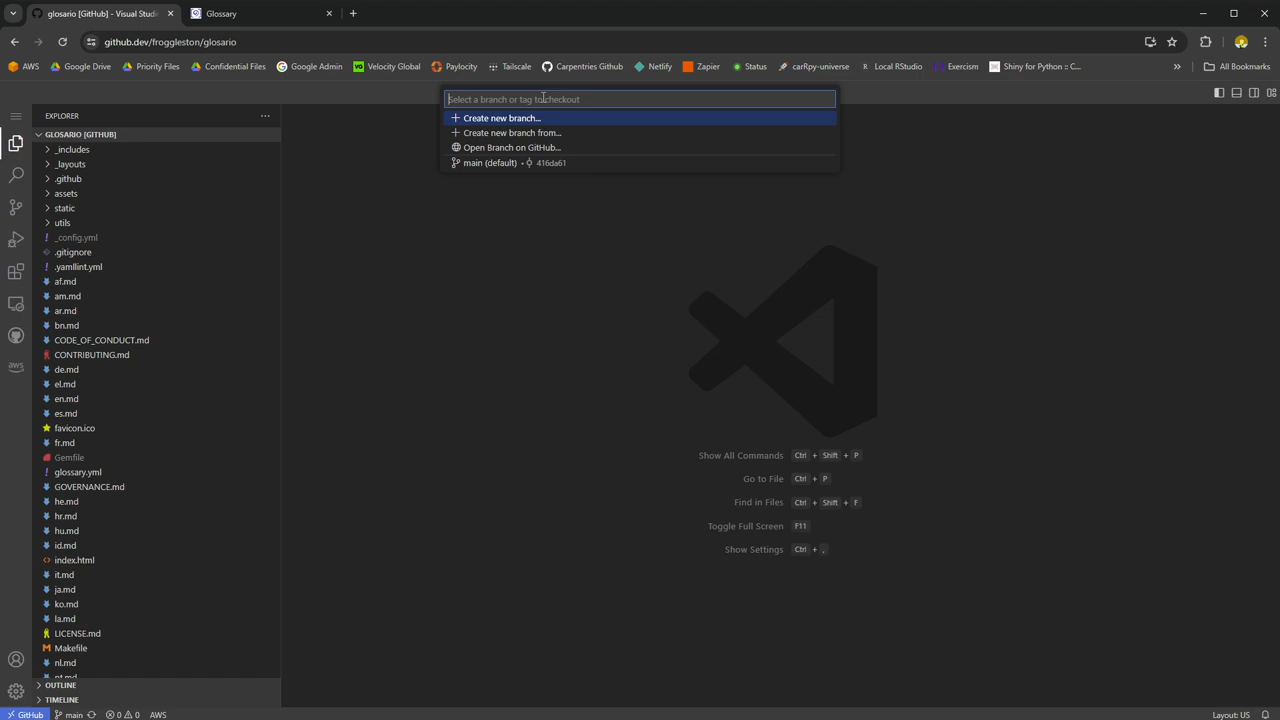 glosario [GitHub] - Visual Studi
Glossary
github.dev/froggleston/glosario
AWS
Google Drive
Priority Files
Confidential Files
Google Admin
Velocity Global
Paylocity
Tailscale
Carpentries Github
Netlify
Zapier
Status
carRpy-universe
Local RStudio
Exercism
Shiny for Python :: C...
»
All Bookmarks
Select a branch or tag to checkout
Create new branch...
Create new branch from...
Open Branch on GitHub...
main (default) • 416da61
EXPLORER
GLOSARIO [GITHUB]
_includes
_layouts
.github
assets
static
utils
_config.yml
.gitignore
.yamllint.yml
af.md
am.md
ar.md
bn.md
CODE_OF_CONDUCT.md
CONTRIBUTING.md
de.md
el.md
en.md
es.md
favicon.ico
fr.md
Gemfile
glossary.yml
GOVERNANCE.md
he.md
hr.md
hu.md
id.md
index.html
it.md
ja.md
ko.md
la.md
LICENSE.md
Makefile
nl.md
pt.md
OUTLINE
TIMELINE
Show All Commands Ctrl + Shift + P
Go to File Ctrl + P
Find in Files Ctrl + Shift + F
Toggle Full Screen F11
Show Settings Ctrl + ,
aws
GitHub main 0 0 AWS
Layout: US